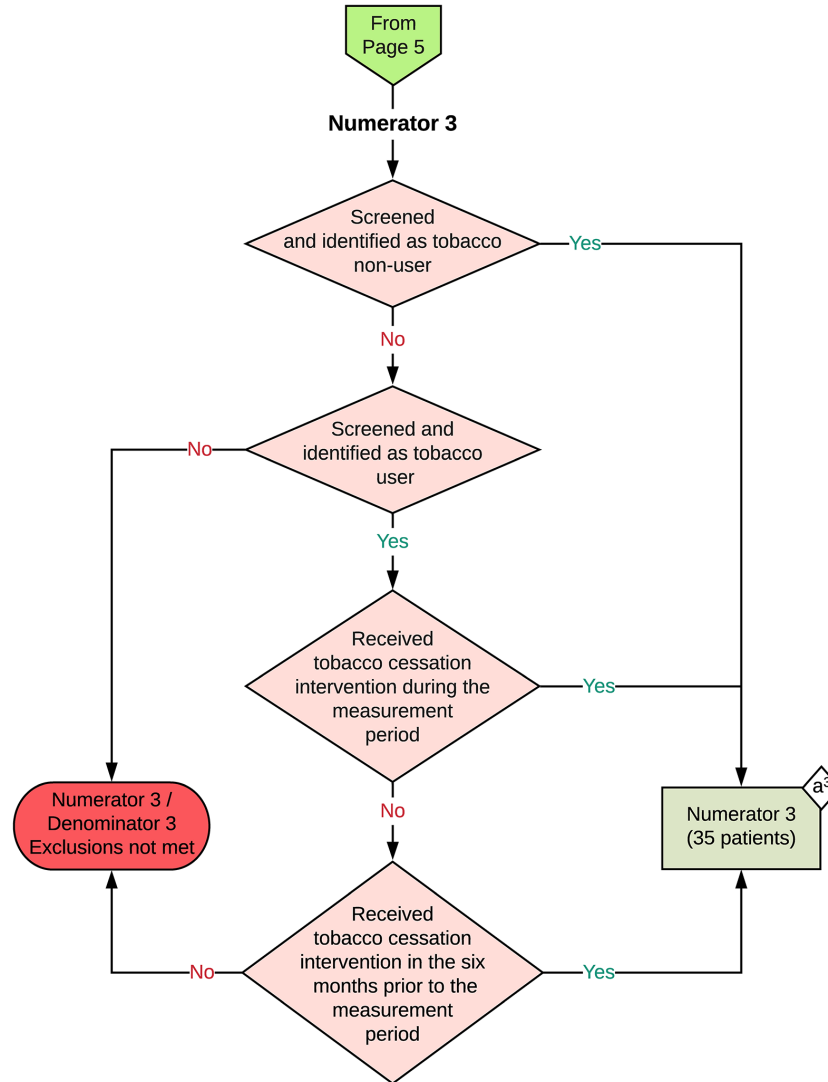 From
Page 5
Numerator 3
Screened
and identified as tobacco
non-user
Yes
No
Screened and
identified as tobacco
user
No
Yes
Received
tobacco cessation
intervention during the
measurement
period
Yes
No
Numerator 3 /
Denominator 3
Exclusions not met
a³
Numerator 3
(35 patients)
Received
tobacco cessation
intervention in the six
months prior to the
measurement
period
No
Yes